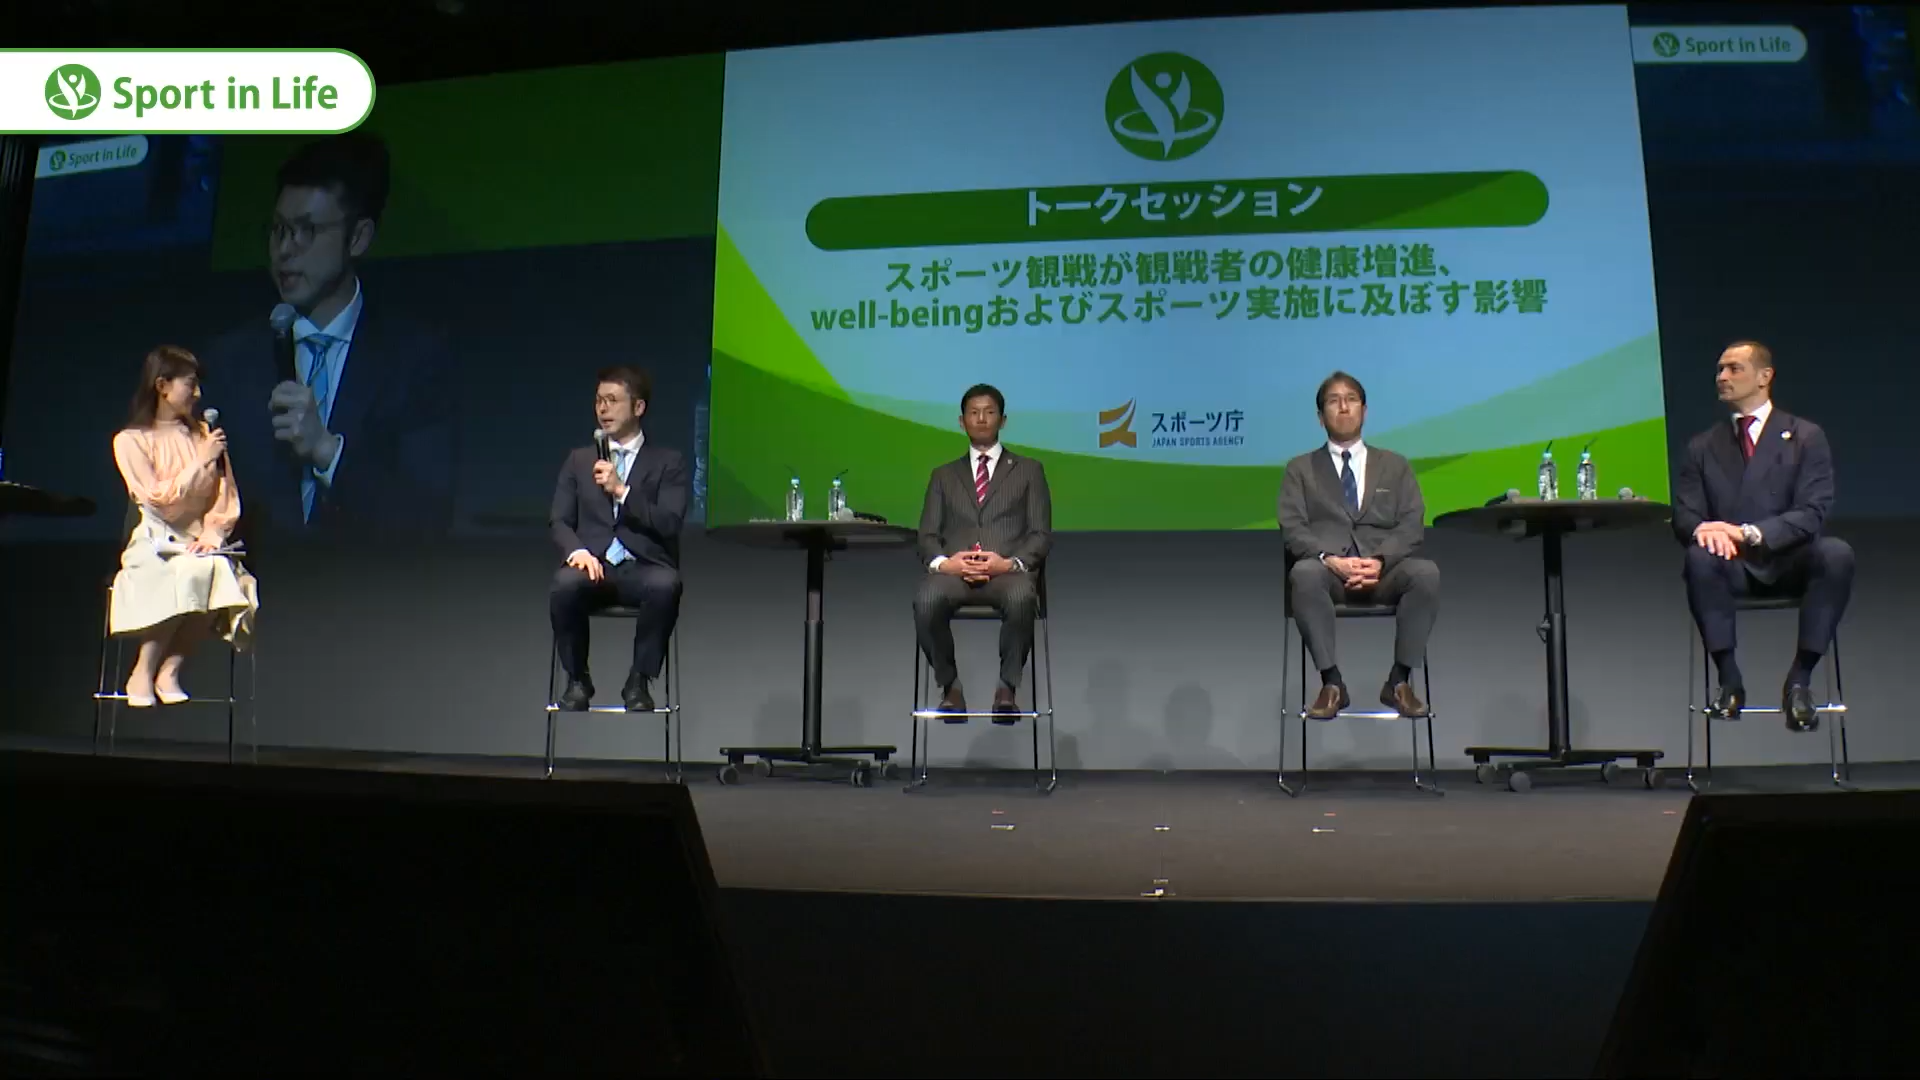 Sport in Life
Sport in Life
Sport in Life
トークセッション
スポーツ観戦が観戦者の健康増進、
well-beingおよびスポーツ実施に及ぼす影響
スポーツ庁
JAPAN SPORTS AGENCY